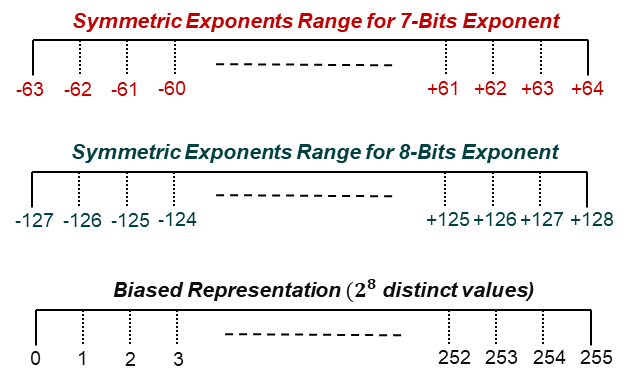 Symmetric Exponents Range for 7-Bits Exponent
-63 -62 -61 -60 +61 +62 +63 +64
Symmetric Exponents Range for 8-Bits Exponent
-127 -126 -125 -124 +125 +126 +127 +128
Biased Representation (2⁸ distinct values)
0 1 2 3 252 253 254 255